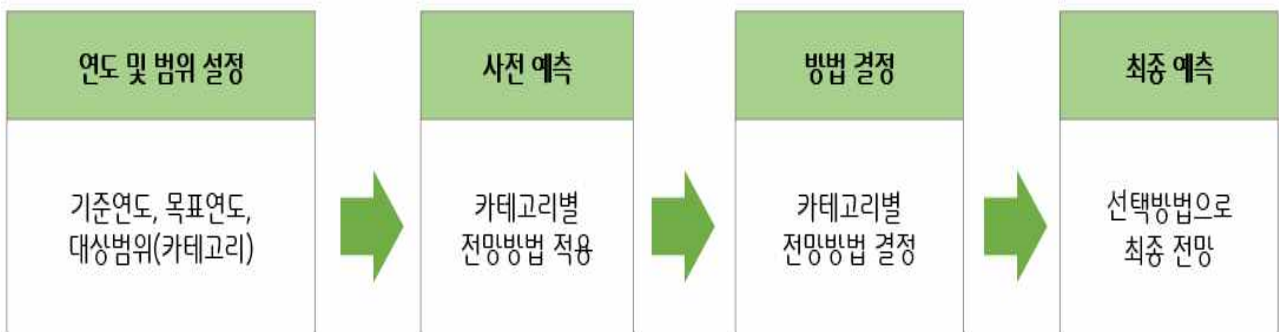 연도 및 범위 설정
기준연도, 목표연도,
대상범위(카테고리)
사전 예측
카테고리별
전망방법 적용
방법 결정
카테고리별
전망방법 결정
최종 예측
선택방법으로
최종 전망